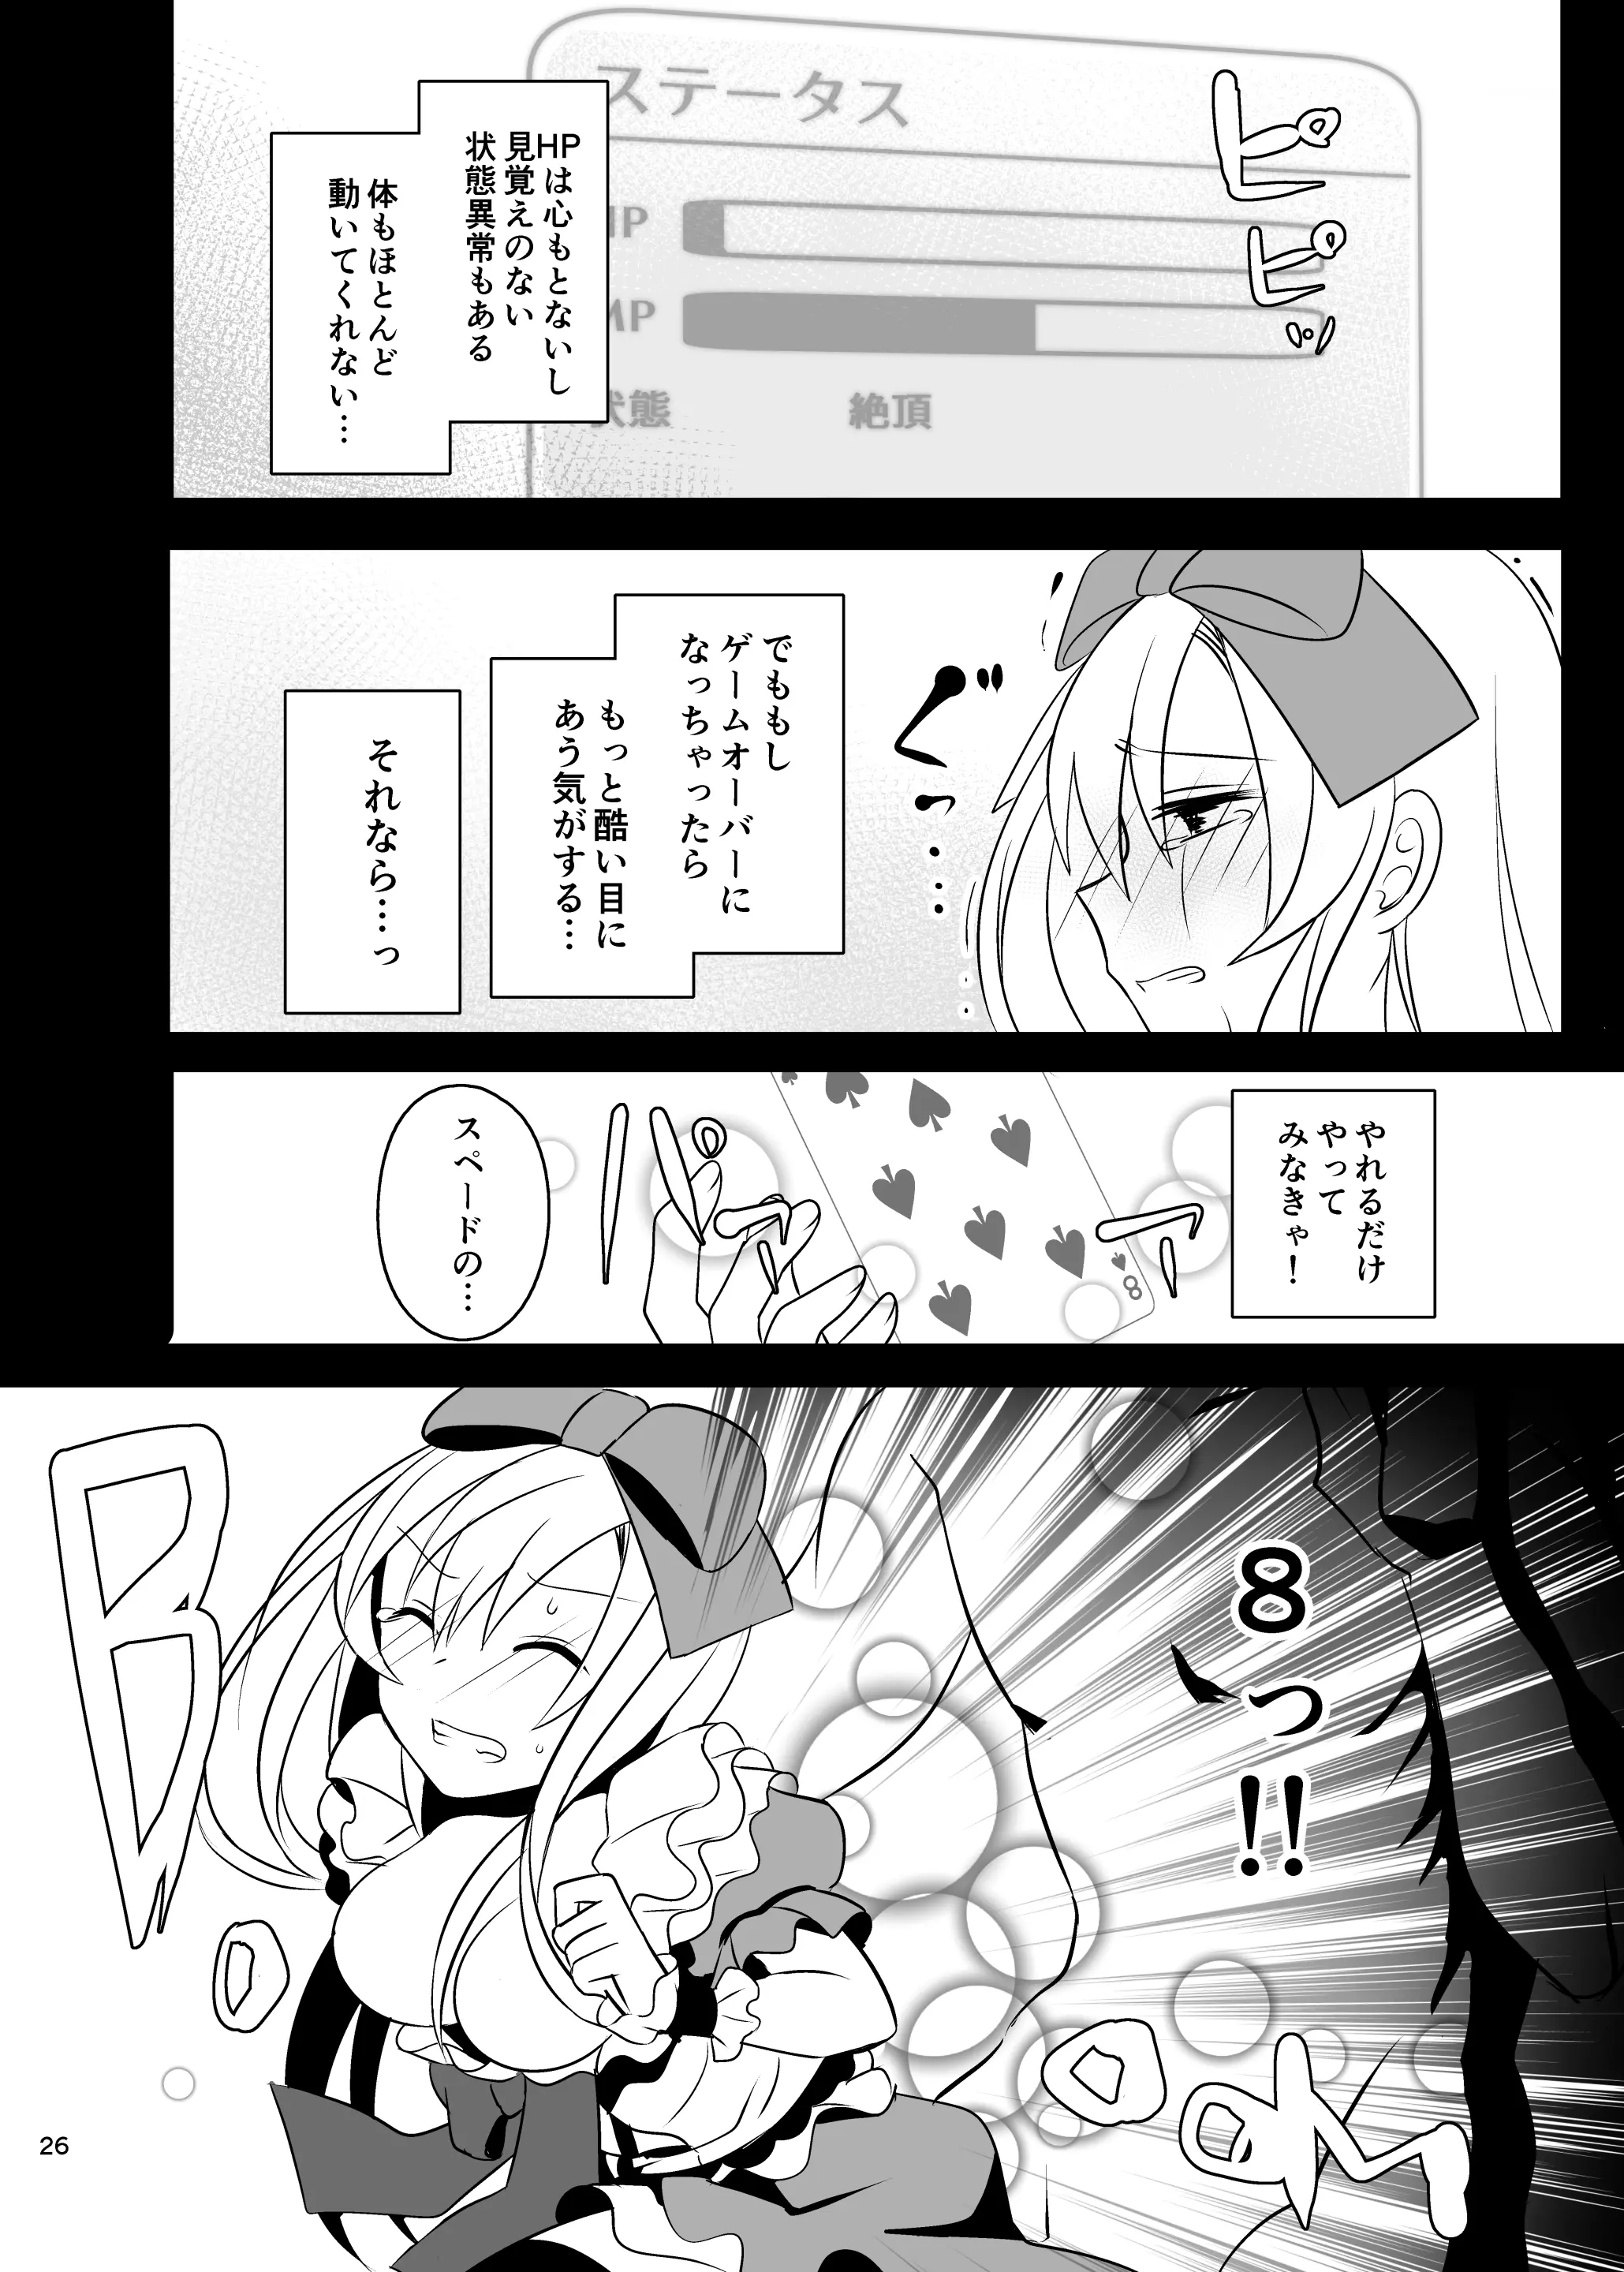 ステータス
HP
MP
状態 絶頂
ピピッ
HPは心もとないし
見覚えのない
状態異常もある
体もほとんど
動いてくれない…
でももし
ゲームオーバーに
なっちゃったら
もっと酷い目に
あう気がする…
それなら…っ
ぐっ…
やれるだけ
やって
みなきゃ！
8
パァァ
スペードの…
8っ!!
26